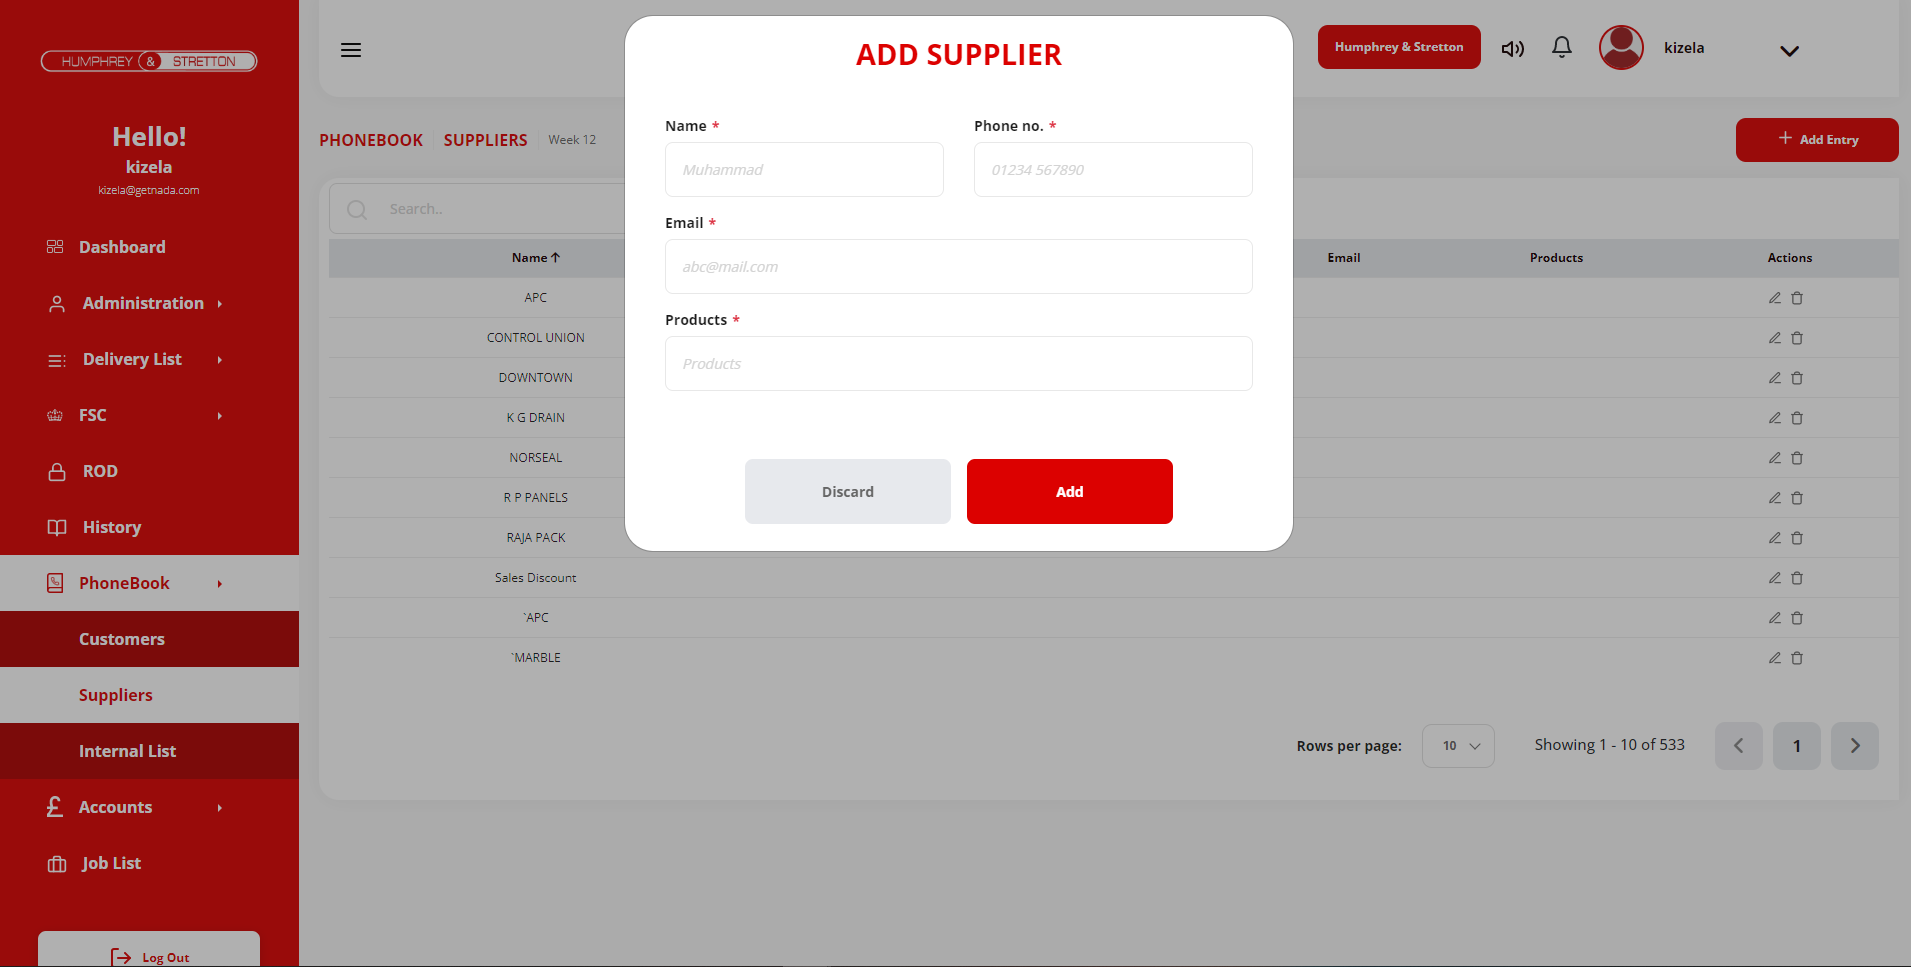 HUMPHREY & STRETTON
Hello!
kizela
kizela@getnada.com
Dashboard
Administration
Delivery List
FSC
ROD
History
PhoneBook
Customers
Suppliers
Internal List
£ Accounts
Job List
Log Out
Humphrey & Stretton
kizela
PHONEBOOK SUPPLIERS Week 12
+ Add Entry
Search..
Name Email Products Actions
APC
CONTROL UNION
DOWNTOWN
K G DRAIN
NORSEAL
R P PANELS
RAJA PACK
Sales Discount
`APC
`MARBLE
Rows per page: 10 Showing 1 - 10 of 533 1
ADD SUPPLIER
Name * Phone no. *
Muhammad 01234 567890
Email *
abc@mail.com
Products *
Products
Discard Add